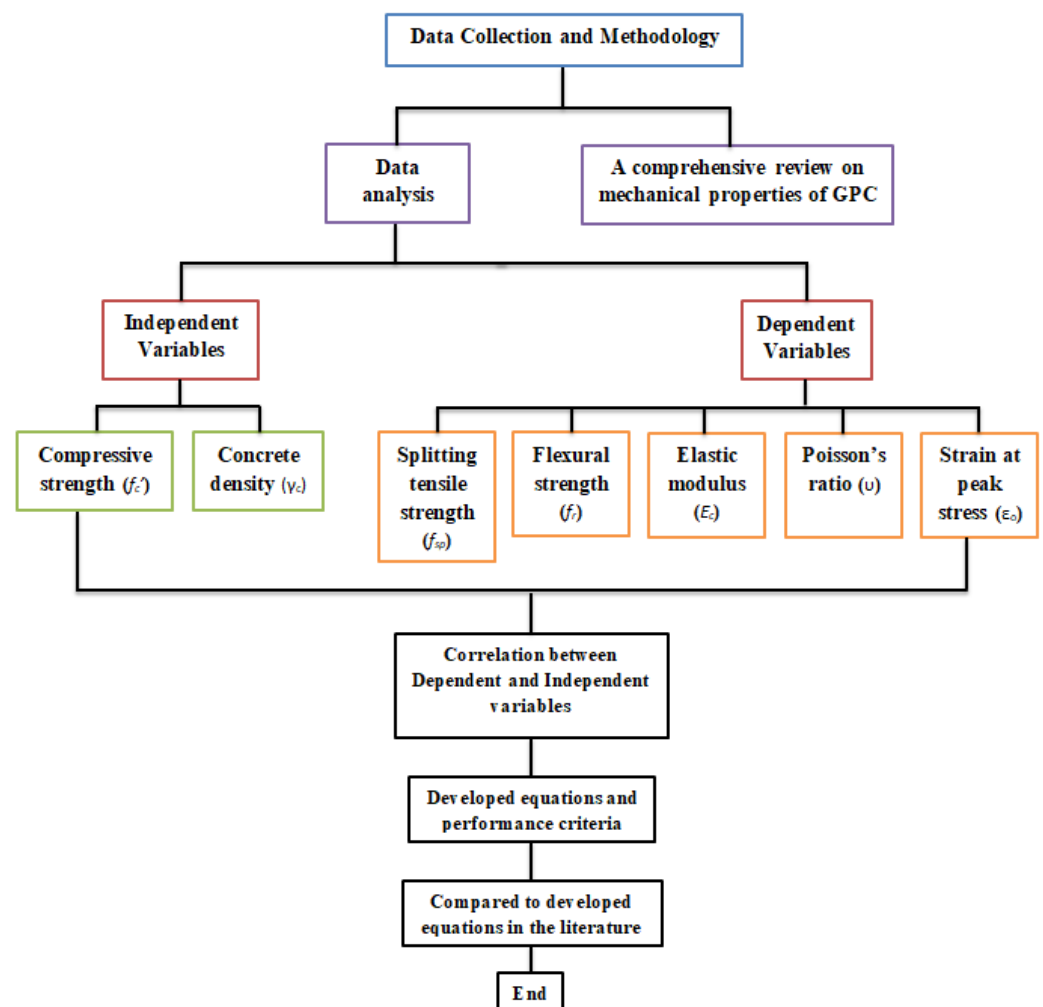 Data Collection and Methodology
Data
analysis
A comprehensive review on
mechanical properties of GPC
Independent
Variables
Dependent
Variables
Compressive
strength (fc′)
Concrete
density (γc)
Splitting
tensile
strength
(fsp)
Flexural
strength
(fr)
Elastic
modulus
(Ec)
Poisson's
ratio (υ)
Strain at
peak
stress (εo)
Correlation between
Dependent and Independent
variables
Developed equations and
performance criteria
Compared to developed
equations in the literature
End